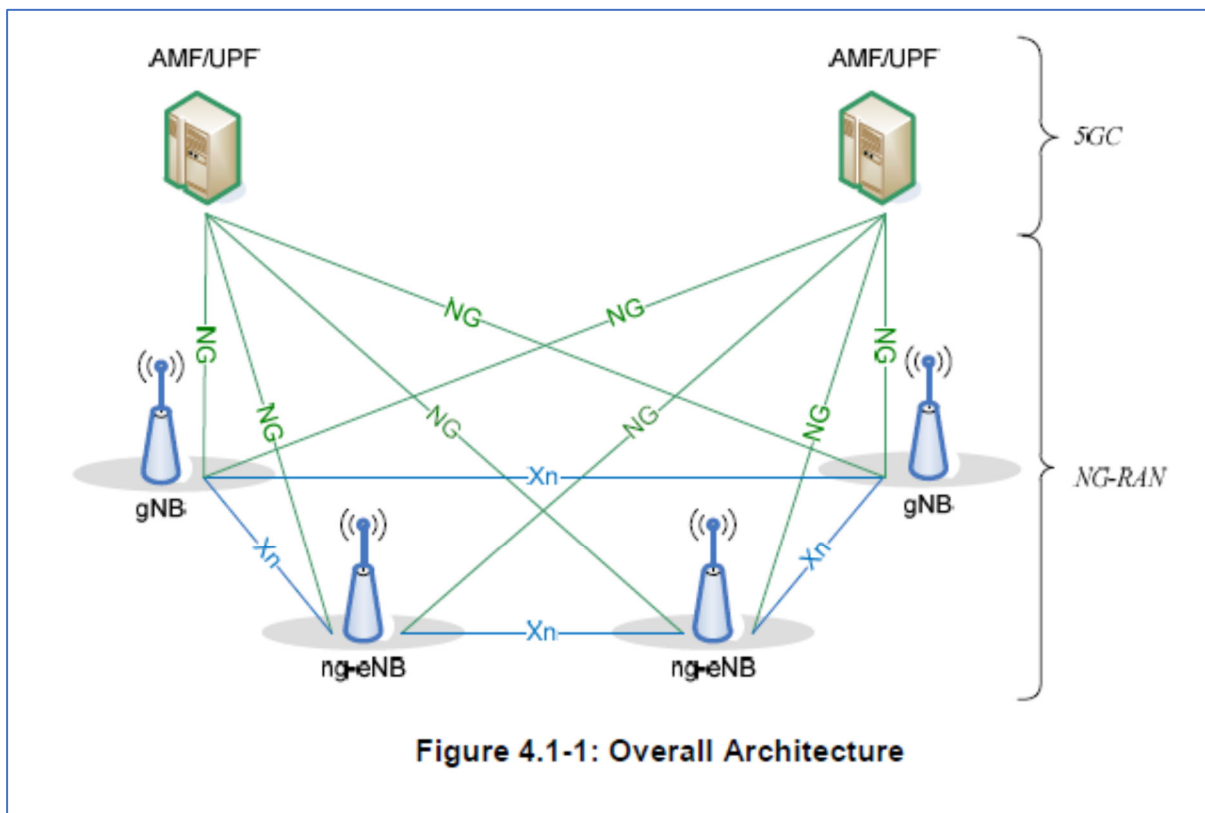 AMF/UPF
AMF/UPF
5GC
NG
NG
NG
NG
NG
NG
NG
NG
gNB
Xn
gNB
NG-RAN
Xn
Xn
ng-eNB
Xn
ng-eNB
Figure 4.1-1: Overall Architecture